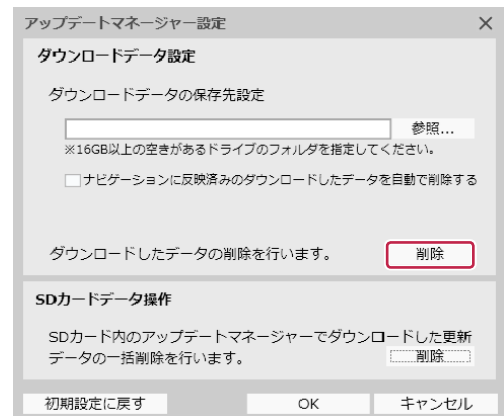 アップデートマネージャー設定
ダウンロードデータ設定
ダウンロードデータの保存先設定
参照...
※16GB以上の空きがあるドライブのフォルダを指定してください。
ナビゲーションに反映済みのダウンロードしたデータを自動で削除する
ダウンロードしたデータの削除を行います。 削除
SDカードデータ操作
SDカード内のアップデートマネージャーでダウンロードした更新
データの一括削除を行います。 削除
初期設定に戻す OK キャンセル